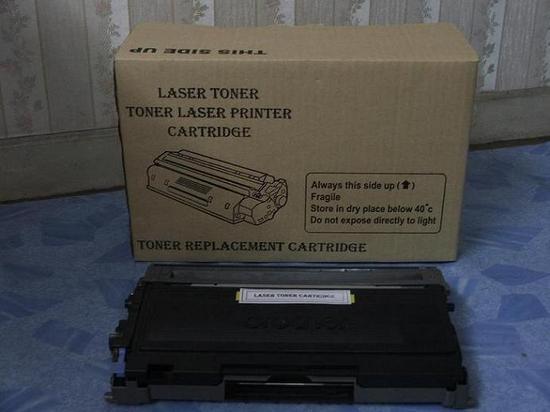 THIS SIDE UP
LASER TONER
TONER LASER PRINTER
CARTRIDGE
Always this side up (⬆)
Fragile
Store in dry place below 40°c
Do not expose directly to light
TONER REPLACEMENT CARTRIDGE
LASER TONER CARTRIDGE